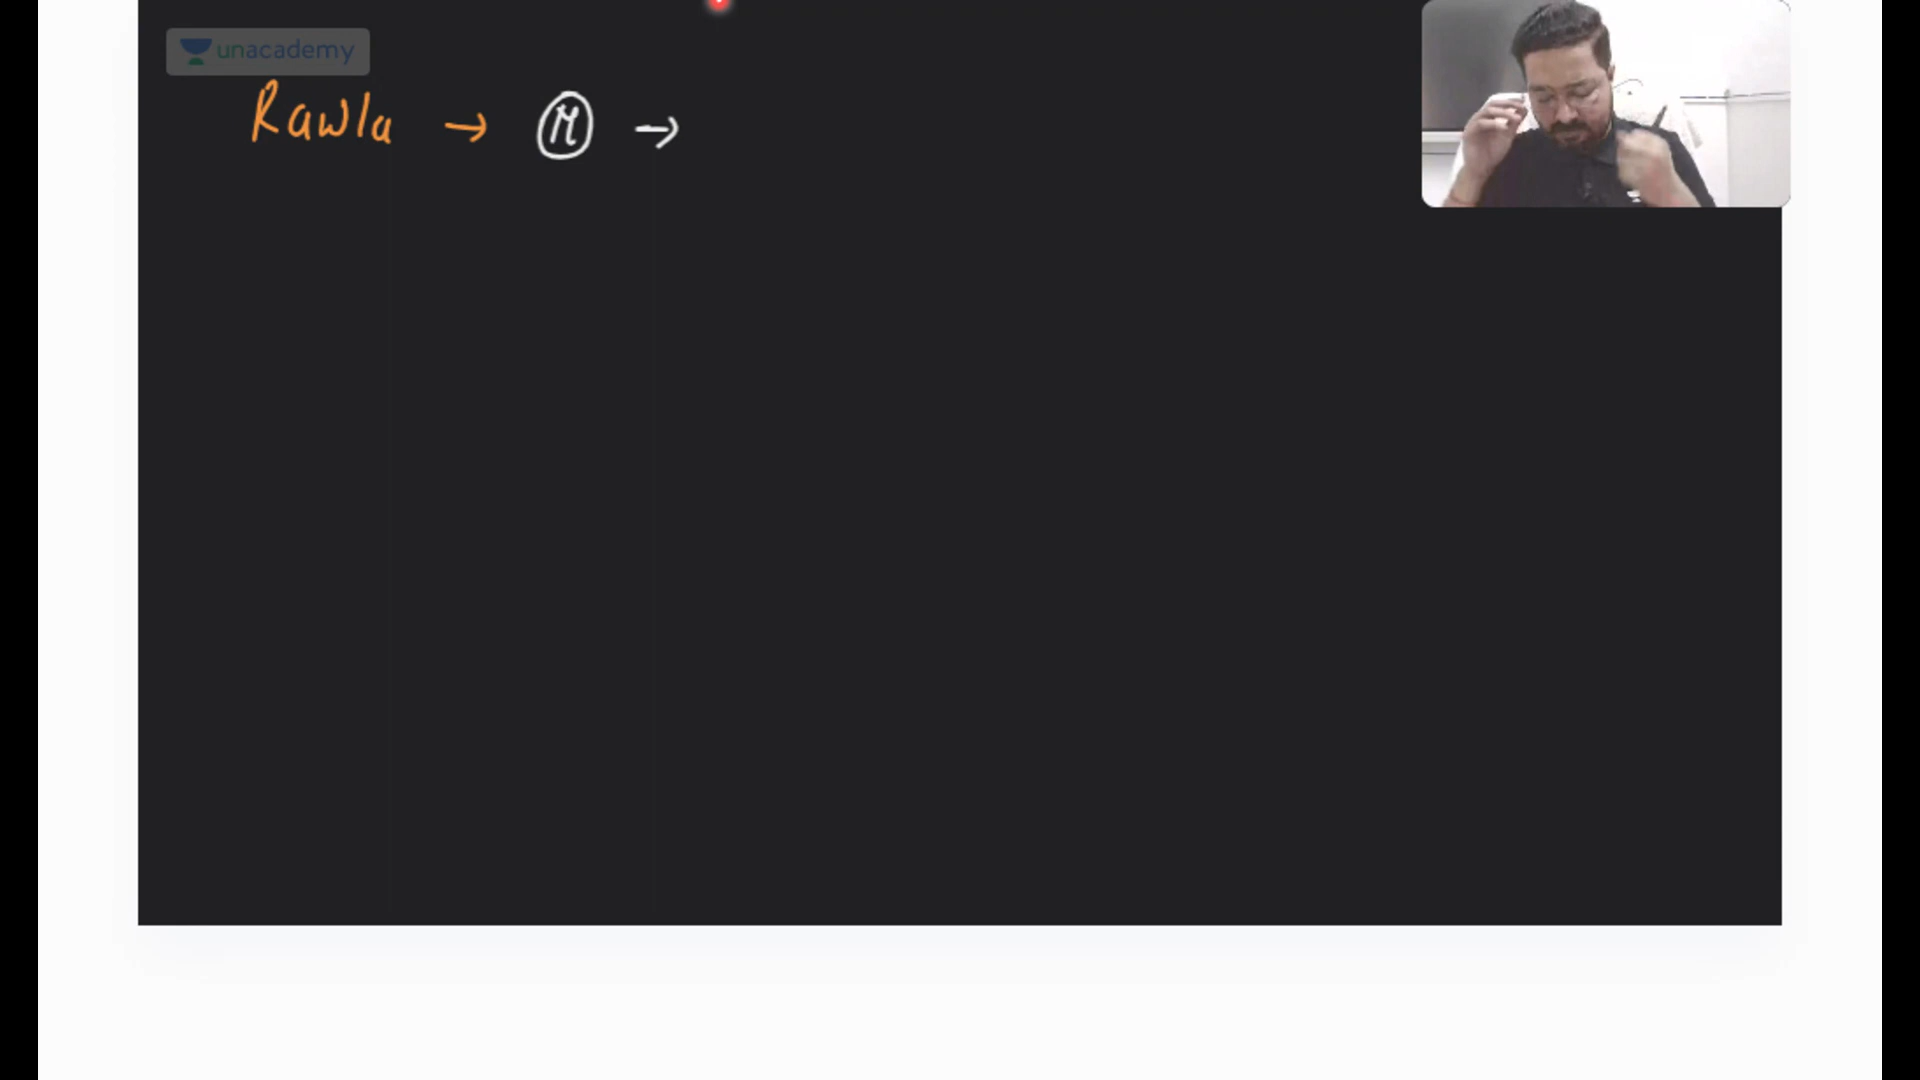 unacademy
Rawla → Ⓜ →